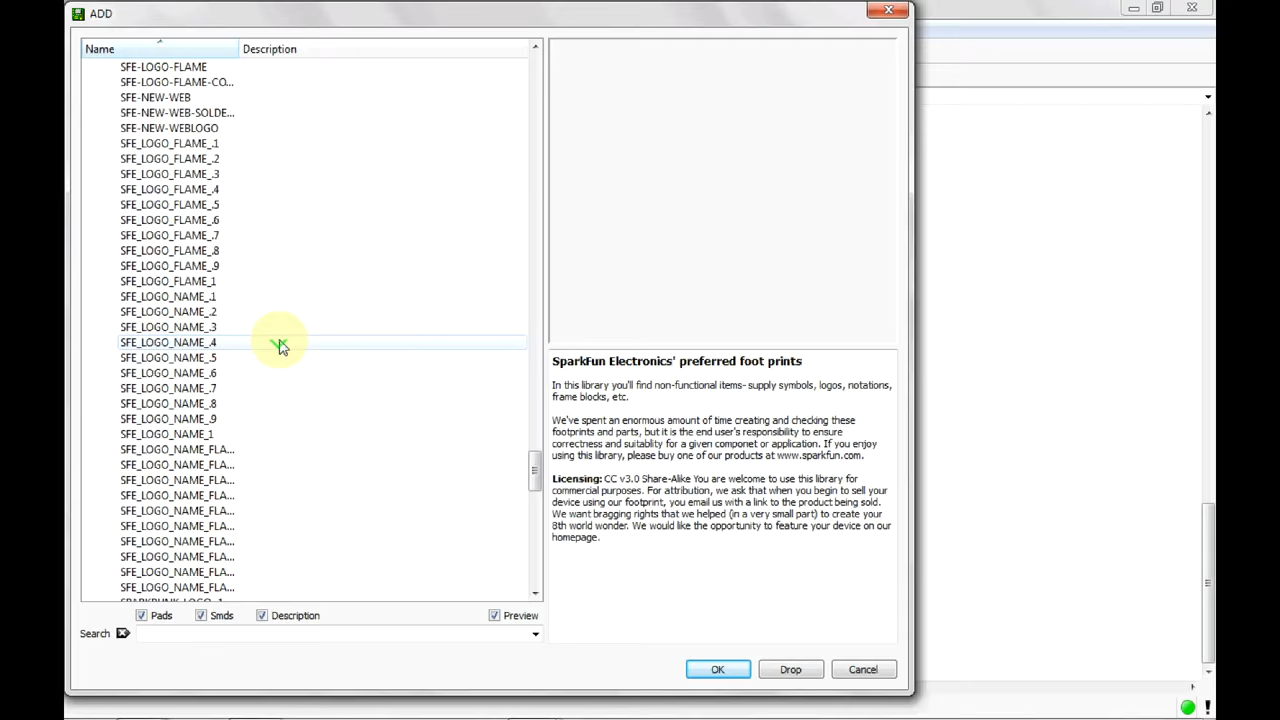 ADD
Name Description
SFE-LOGO-FLAME
SFE-LOGO-FLAME-CO...
SFE-NEW-WEB
SFE-NEW-WEB-SOLDE...
SFE-NEW-WEBLOGO
SFE_LOGO_FLAME_.1
SFE_LOGO_FLAME_.2
SFE_LOGO_FLAME_.3
SFE_LOGO_FLAME_.4
SFE_LOGO_FLAME_.5
SFE_LOGO_FLAME_.6
SFE_LOGO_FLAME_.7
SFE_LOGO_FLAME_.8
SFE_LOGO_FLAME_.9
SFE_LOGO_FLAME_1
SFE_LOGO_NAME_.1
SFE_LOGO_NAME_.2
SFE_LOGO_NAME_.3
SFE_LOGO_NAME_.4
SFE_LOGO_NAME_.5
SFE_LOGO_NAME_.6
SFE_LOGO_NAME_.7
SFE_LOGO_NAME_.8
SFE_LOGO_NAME_.9
SFE_LOGO_NAME_1
SFE_LOGO_NAME_FLA...
SFE_LOGO_NAME_FLA...
SFE_LOGO_NAME_FLA...
SFE_LOGO_NAME_FLA...
SFE_LOGO_NAME_FLA...
SFE_LOGO_NAME_FLA...
SFE_LOGO_NAME_FLA...
SFE_LOGO_NAME_FLA...
SFE_LOGO_NAME_FLA...
SFE_LOGO_NAME_FLA...
SparkFun Electronics' preferred foot prints
In this library you'll find non-functional items- supply symbols, logos, notations,
frame blocks, etc.
We've spent an enormous amount of time creating and checking these
footprints and parts, but it is the end user's responsibility to ensure
correctness and suitablity for a given componet or application. If you enjoy
using this library, please buy one of our products at www.sparkfun.com.
Licensing: CC v3.0 Share-Alike You are welcome to use this library for
commercial purposes. For attribution, we ask that when you begin to sell your
device using our footprint, you email us with a link to the product being sold.
We want bragging rights that we helped (in a very small part) to create your
8th world wonder. We would like the opportunity to feature your device on our
homepage.
Pads Smds Description Preview
Search
OK Drop Cancel